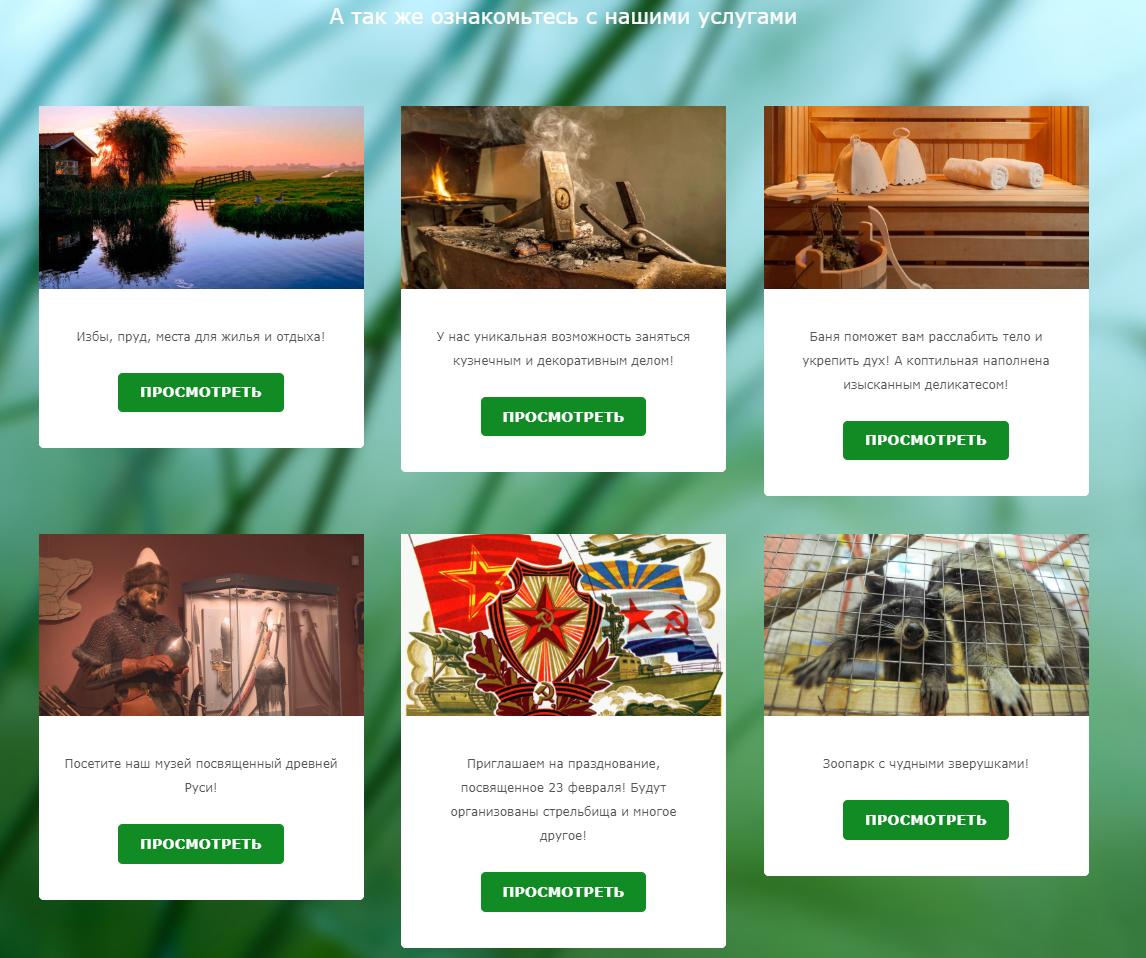 А так же ознакомьтесь с нашими услугами
Избы, пруд, места для жилья и отдыха!
ПРОСМОТРЕТЬ
У нас уникальная возможность заняться
кузнечным и декоративным делом!
ПРОСМОТРЕТЬ
Баня поможет вам расслабить тело и
укрепить дух! А коптильная наполнена
изысканным деликатесом!
ПРОСМОТРЕТЬ
Посетите наш музей посвященный древней
Руси!
ПРОСМОТРЕТЬ
Приглашаем на празднование,
посвященное 23 февраля! Будут
организованы стрельбища и многое
другое!
ПРОСМОТРЕТЬ
Зоопарк с чудными зверушками!
ПРОСМОТРЕТЬ